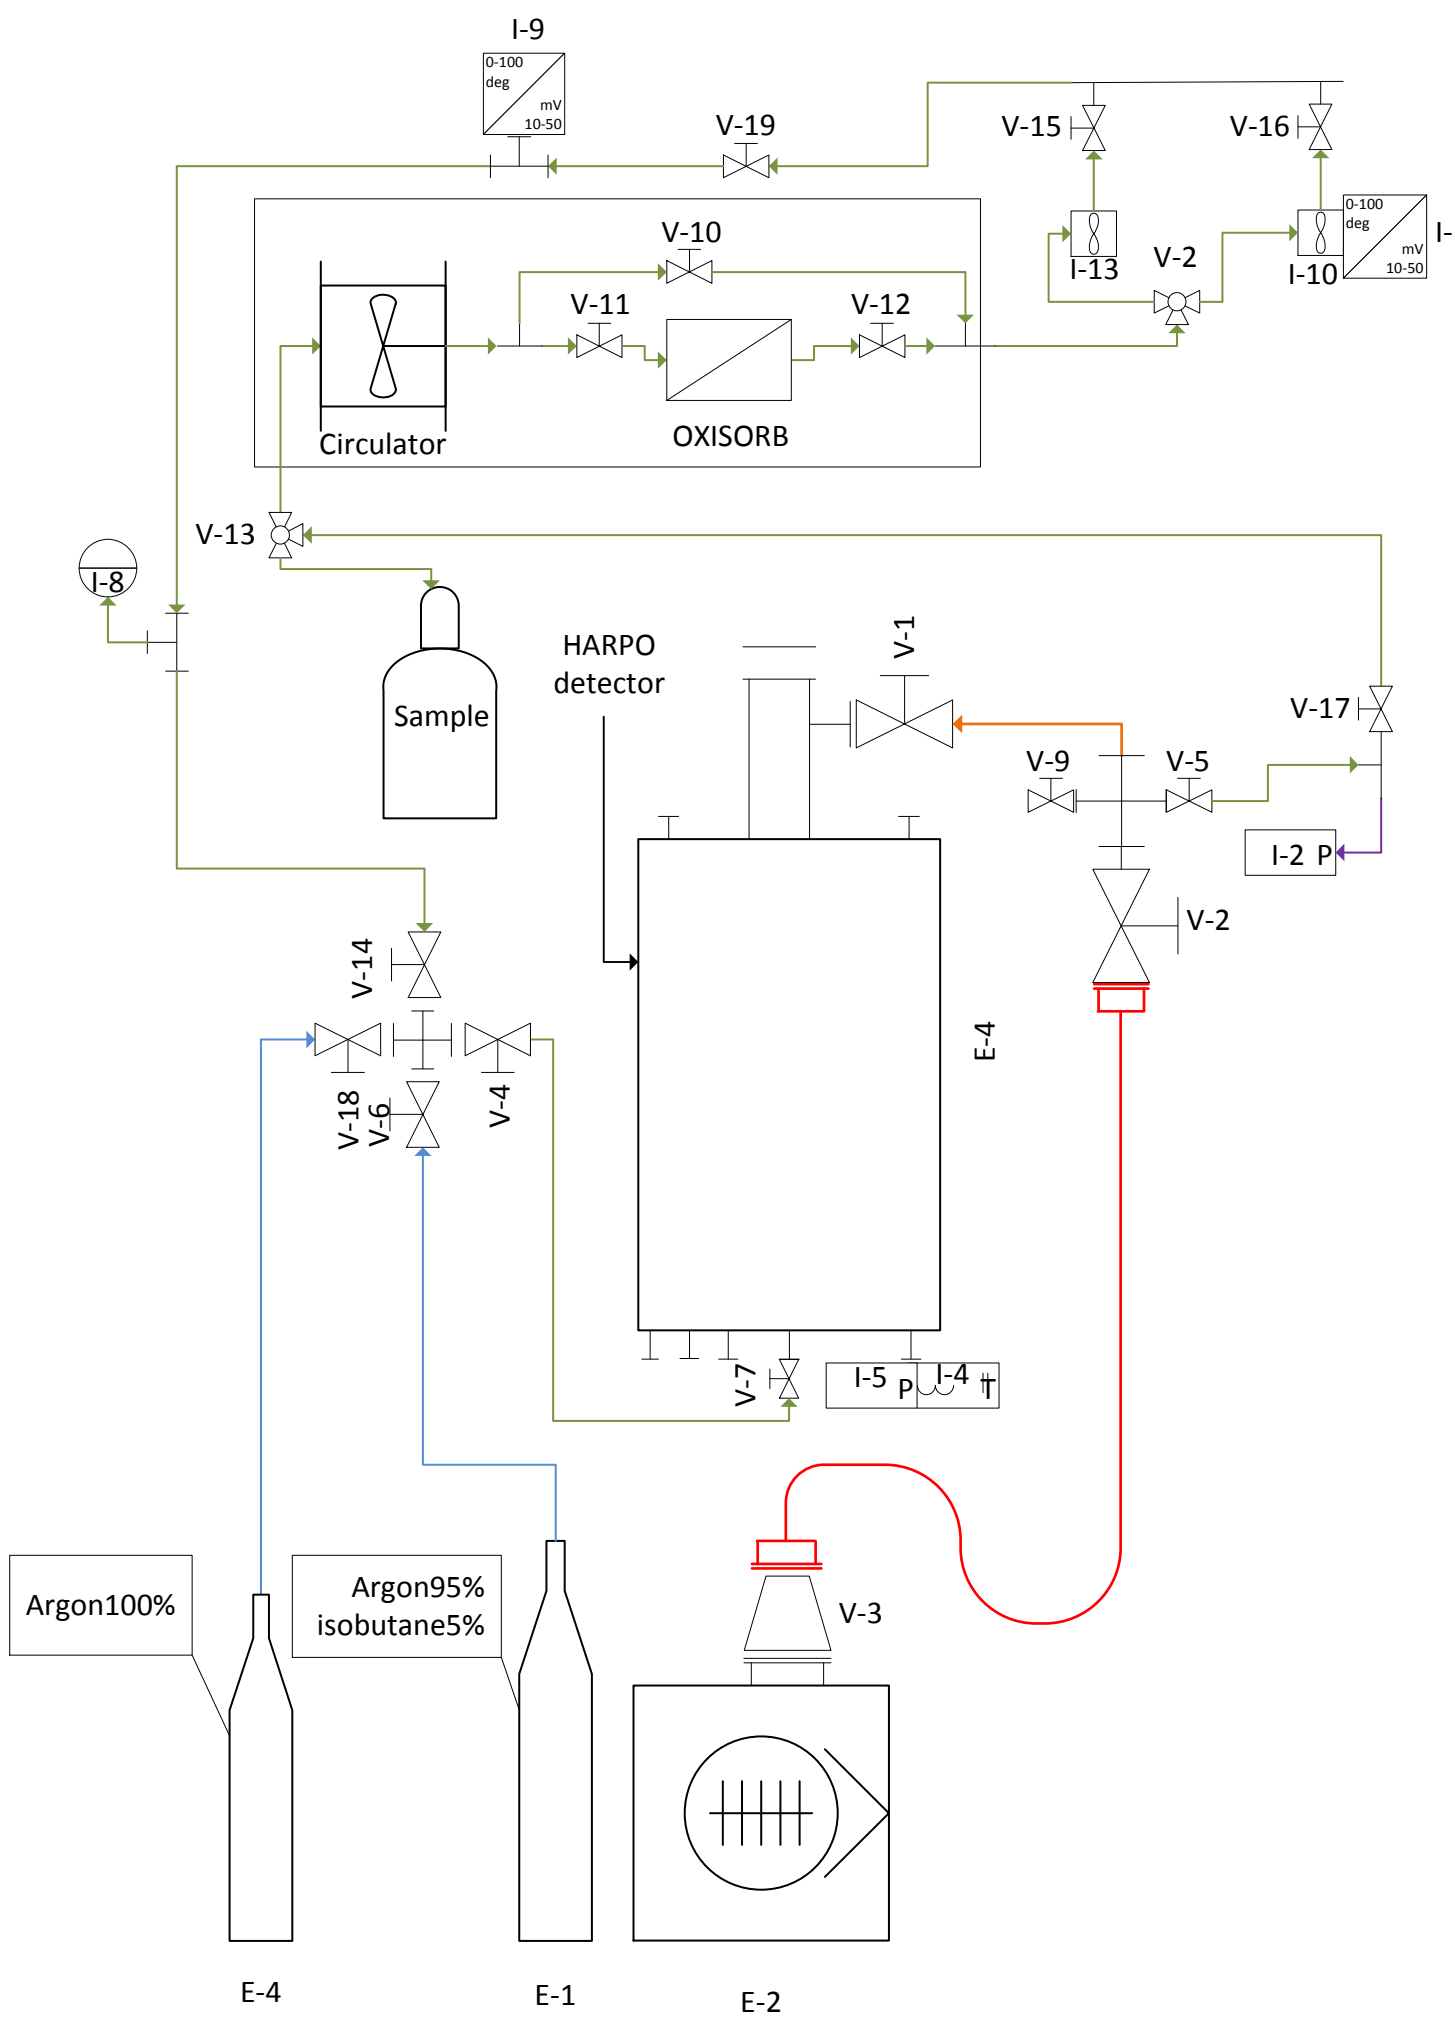 I-9
0-100
deg
mV
10-50
V-19
V-15
V-16
V-10
V-11
V-12
I-13
V-2
I-10
0-100
deg
mV
10-50
I-
Circulator
OXISORB
V-13
I-8
Sample
HARPO
detector
V-1
V-17
V-9
V-5
I-2 P
V-2
V-14
V-18
V-6
V-4
E-4
V-7
I-5 P
I-4 T
Argon100%
Argon95%
isobutane5%
V-3
E-4
E-1
E-2